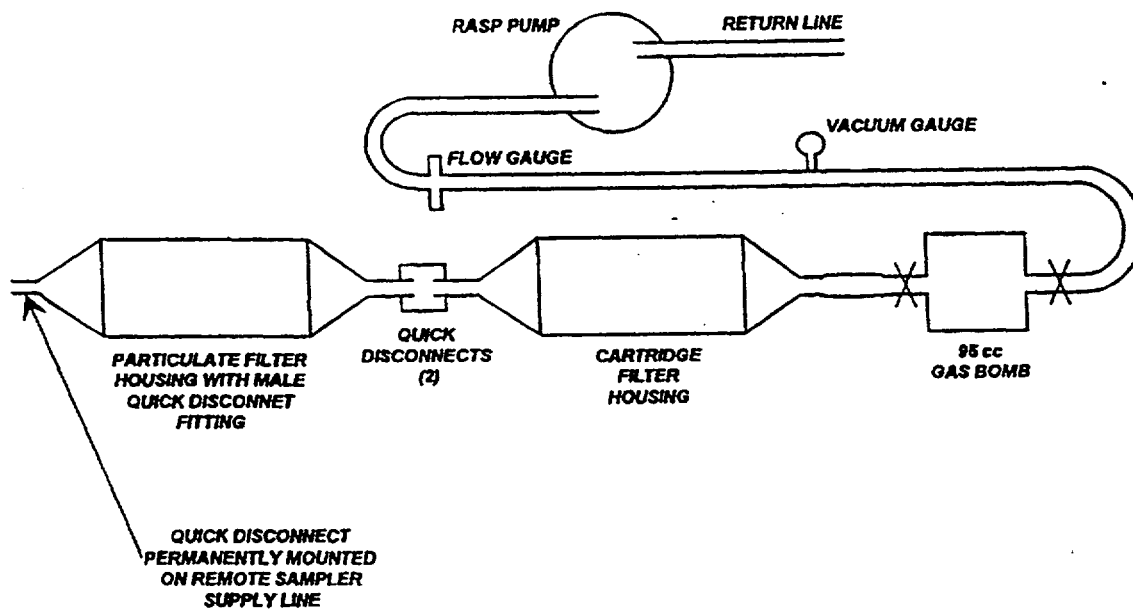 RASP PUMP
RETURN LINE
VACUUM GAUGE
FLOW GAUGE
PARTICULATE FILTER
HOUSING WITH MALE
QUICK DISCONNET
FITTING
QUICK
DISCONNECTS
(2)
CARTRIDGE
FILTER
HOUSING
95 cc
GAS BOMB
QUICK DISCONNECT
PERMANENTLY MOUNTED
ON REMOTE SAMPLER
SUPPLY LINE